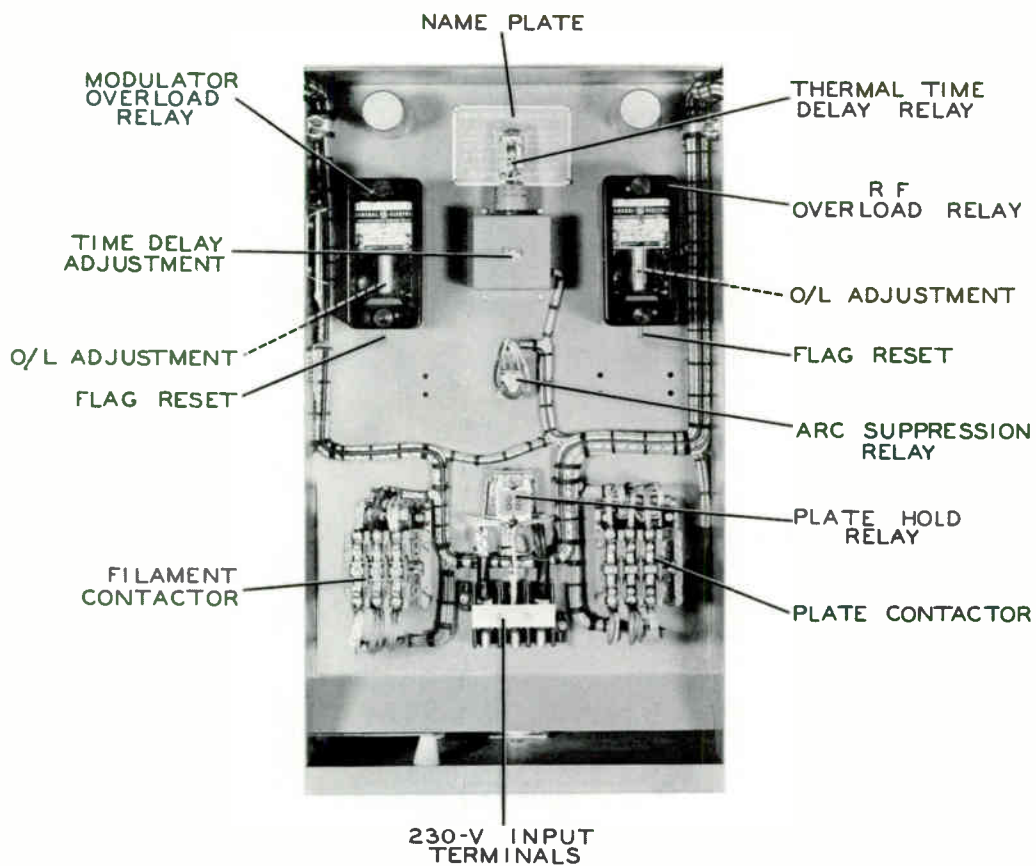 NAME PLATE
MODULATOR
OVERLOAD
RELAY
THERMAL TIME
DELAY RELAY
R F
OVERLOAD RELAY
TIME DELAY
ADJUSTMENT
O/L ADJUSTMENT
O/L ADJUSTMENT
FLAG RESET
FLAG RESET
ARC SUPPRESSION
RELAY
PLATE HOLD
RELAY
FILAMENT
CONTACTOR
PLATE CONTACTOR
230-V INPUT
TERMINALS